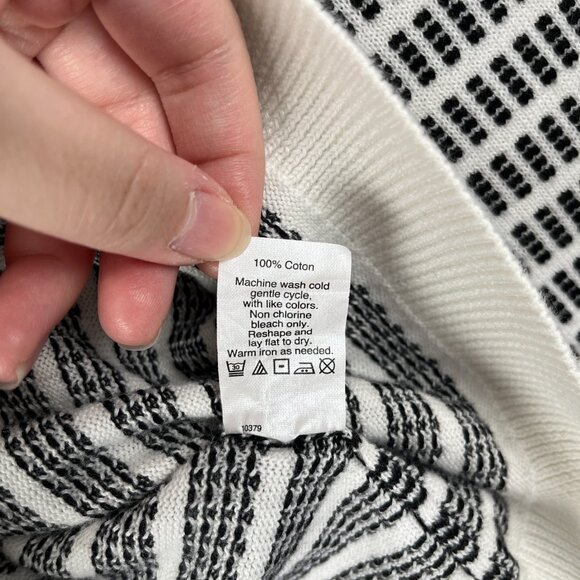 100% Coton
Machine wash cold
gentle cycle,
with like colors.
Non chlorine
bleach only.
Reshape and
lay flat to dry.
Warm iron as needed.
30
10379